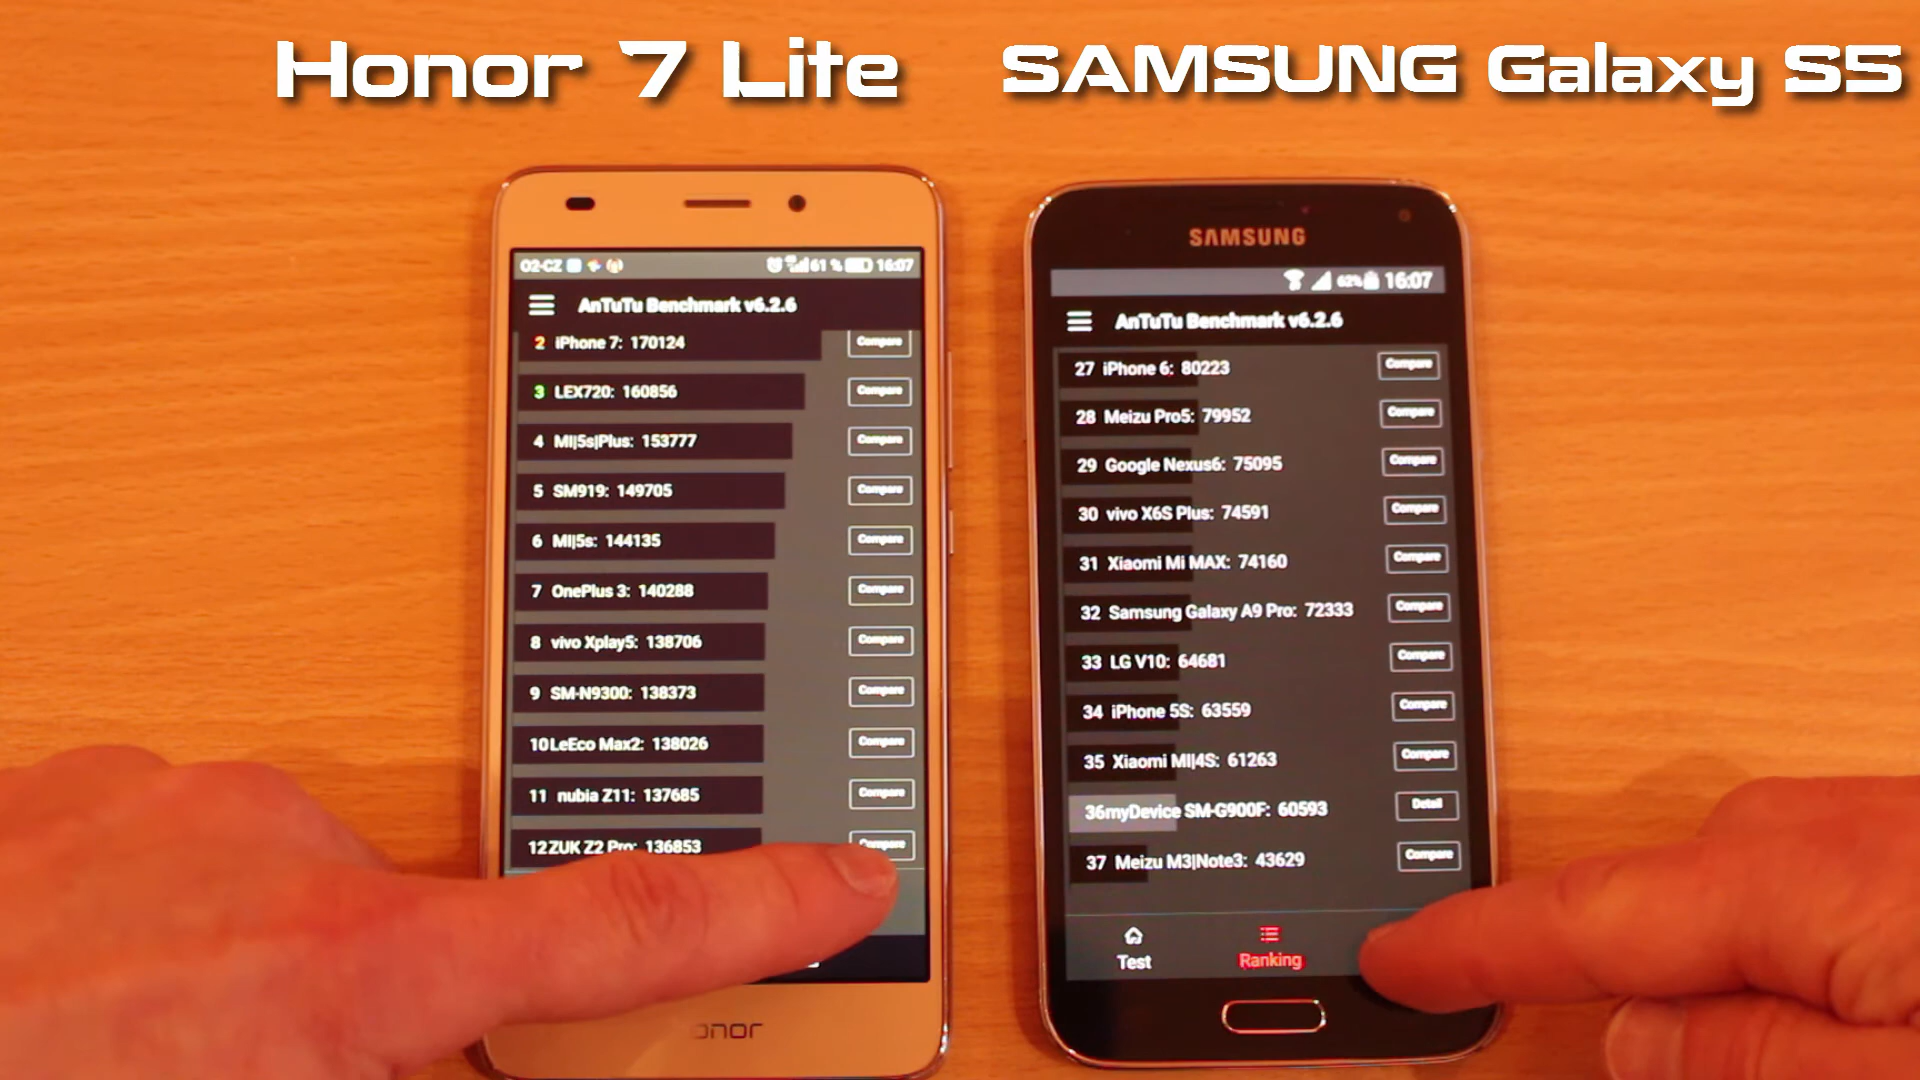 Honor 7 Lite
SAMSUNG Galaxy S5
O2-CZ 61 % 16:07
AnTuTu Benchmark v6.2.6
2 iPhone 7: 170124 Compare
3 LEX720: 160856 Compare
4 MI|5s|Plus: 153777 Compare
5 SM919: 149705 Compare
6 MI|5s: 144135 Compare
7 OnePlus 3: 140288 Compare
8 vivo Xplay5: 138706 Compare
9 SM-N9300: 138373 Compare
10 LeEco Max2: 138026 Compare
11 nubia Z11: 137685 Compare
12 ZUK Z2 Pro: 136853 Compare
honor
SAMSUNG
62% 16:07
AnTuTu Benchmark v6.2.6
27 iPhone 6: 80223 Compare
28 Meizu Pro5: 79952 Compare
29 Google Nexus6: 75095 Compare
30 vivo X6S Plus: 74591 Compare
31 Xiaomi Mi MAX: 74160 Compare
32 Samsung Galaxy A9 Pro: 72333 Compare
33 LG V10: 64681 Compare
34 iPhone 5S: 63559 Compare
35 Xiaomi MI|4S: 61263 Compare
36myDevice SM-G900F: 60593 Detail
37 Meizu M3|Note3: 43629 Compare
Test Ranking